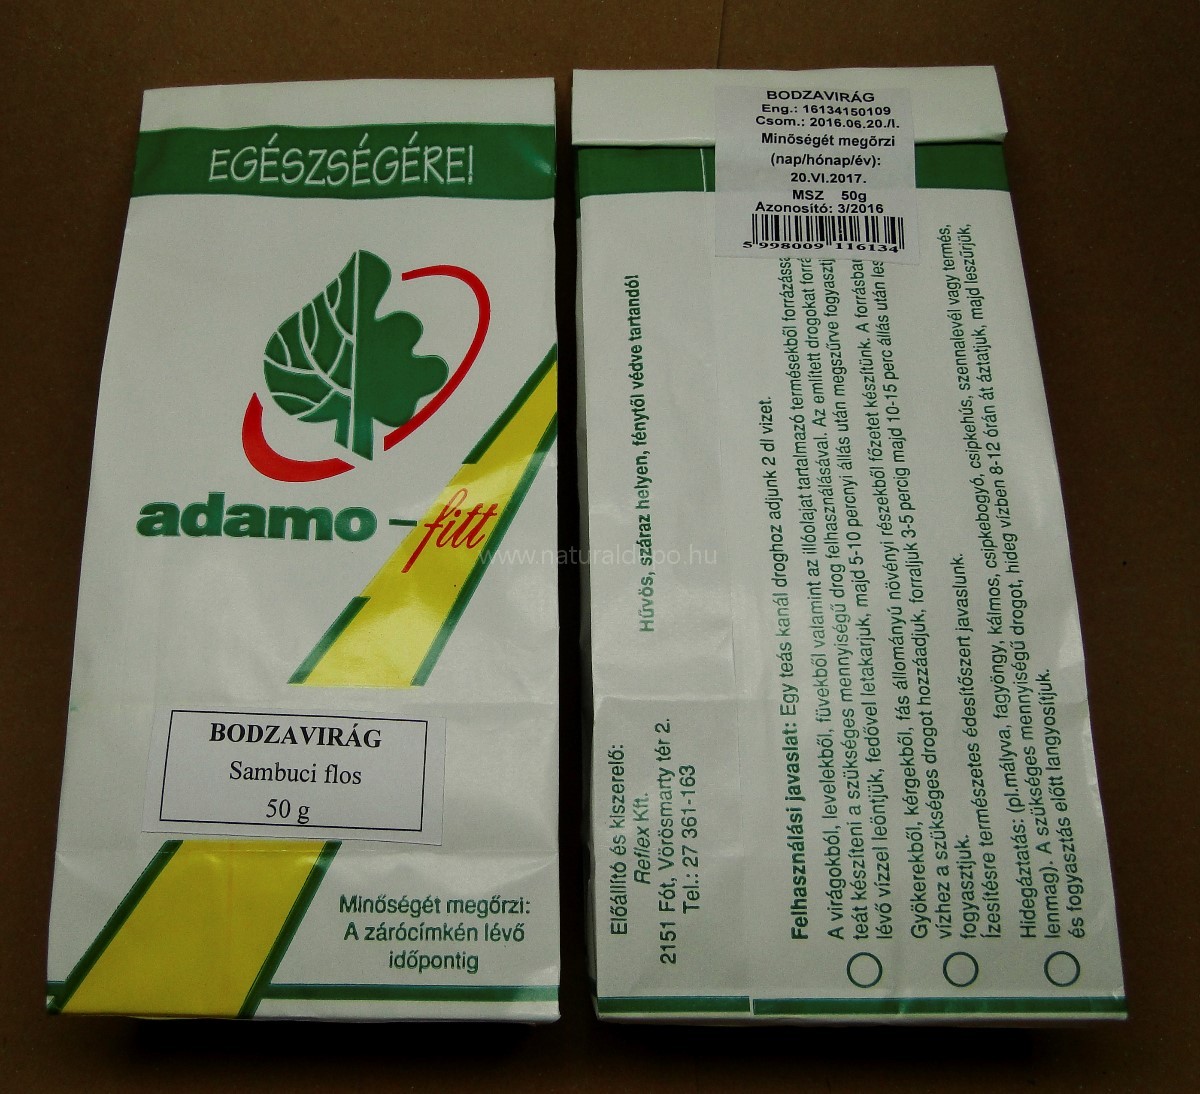 EGÉSZSÉGÉRE!
adamo-fitt
BODZAVIRÁG
Sambuci flos
50 g
Minőségét megőrzi:
A zárócímkén lévő
időpontig
BODZAVIRÁG
Eng.: 16134150109
Csom.: 2016.06.20./I.
Minőségét megőrzi
(nap/hónap/év):
20.VI.2017.
MSZ 50g
Azonosító: 3/2016
5 998009 116134
Hűvös, száraz helyen, fénytől védve tartandó!
Előállító és kiszerelő:
Reflex Kft.
2151 Fót, Vörösmarty tér 2.
Tel.: 27 361-163
Felhasználási javaslat: Egy teás kanál droghoz adjunk 2 dl vizet.
A virágokból, levelekből, füvekből valamint az illóolajat tartalmazó termésekből
teát készíteni a szükséges mennyiségű drog felhasználásával. Az említett drogokat
lévő vízzel leöntjük, fedővel letakarjuk, majd 5-10 percnyi állás után megszűrve
Gyökerekből, kérgekből, fás állományú növényi részekből főzetet készítünk. A
vízhez a szükséges drogot hozzáadjuk, forraljuk 3-5 percig majd 10-15 perc állás után
fogyasztjuk.
Ízesítésre természetes édesítőszert javaslunk.
Hidegáztatás: (pl.mályva, fagyöngy, kálmos, csipkebogyó, csipkehús, szennalevél vagy termés,
lenmag). A szükséges mennyiségű drogot, hideg vízben 8-12 órán át áztatjuk, majd leszűrjük,
és fogyasztás előtt langyosítjuk.
www.naturaldepo.hu